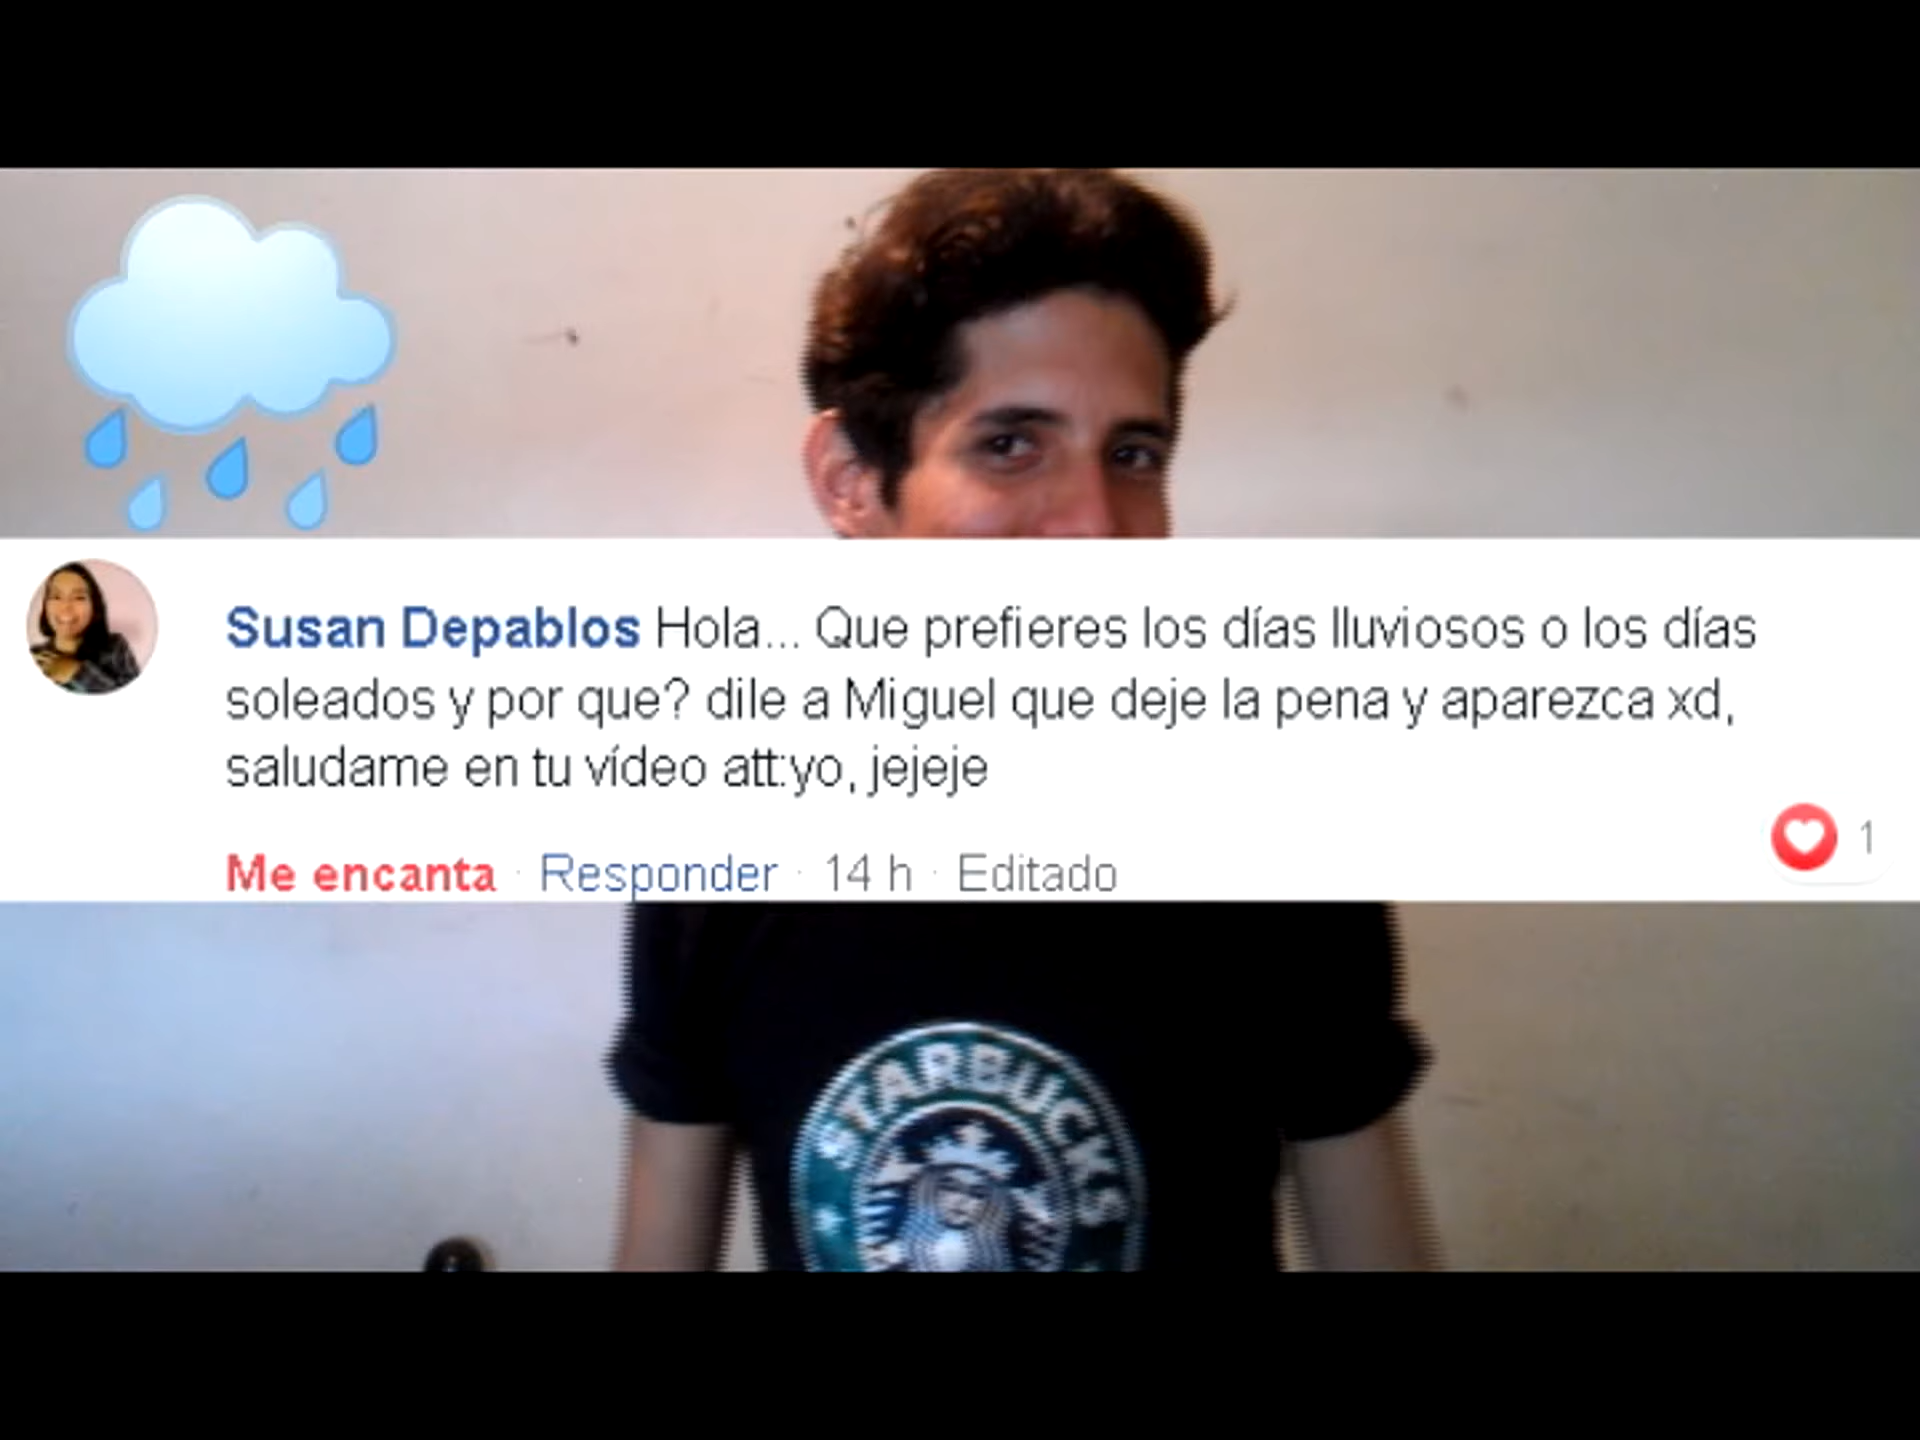 Susan Depablos Hola... Que prefieres los días lluviosos o los días
soleados y por que? dile a Miguel que deje la pena y aparezca xd,
saludame en tu vídeo att:yo, jejeje
Me encanta · Responder · 14 h · Editado
1
STARBUCKS